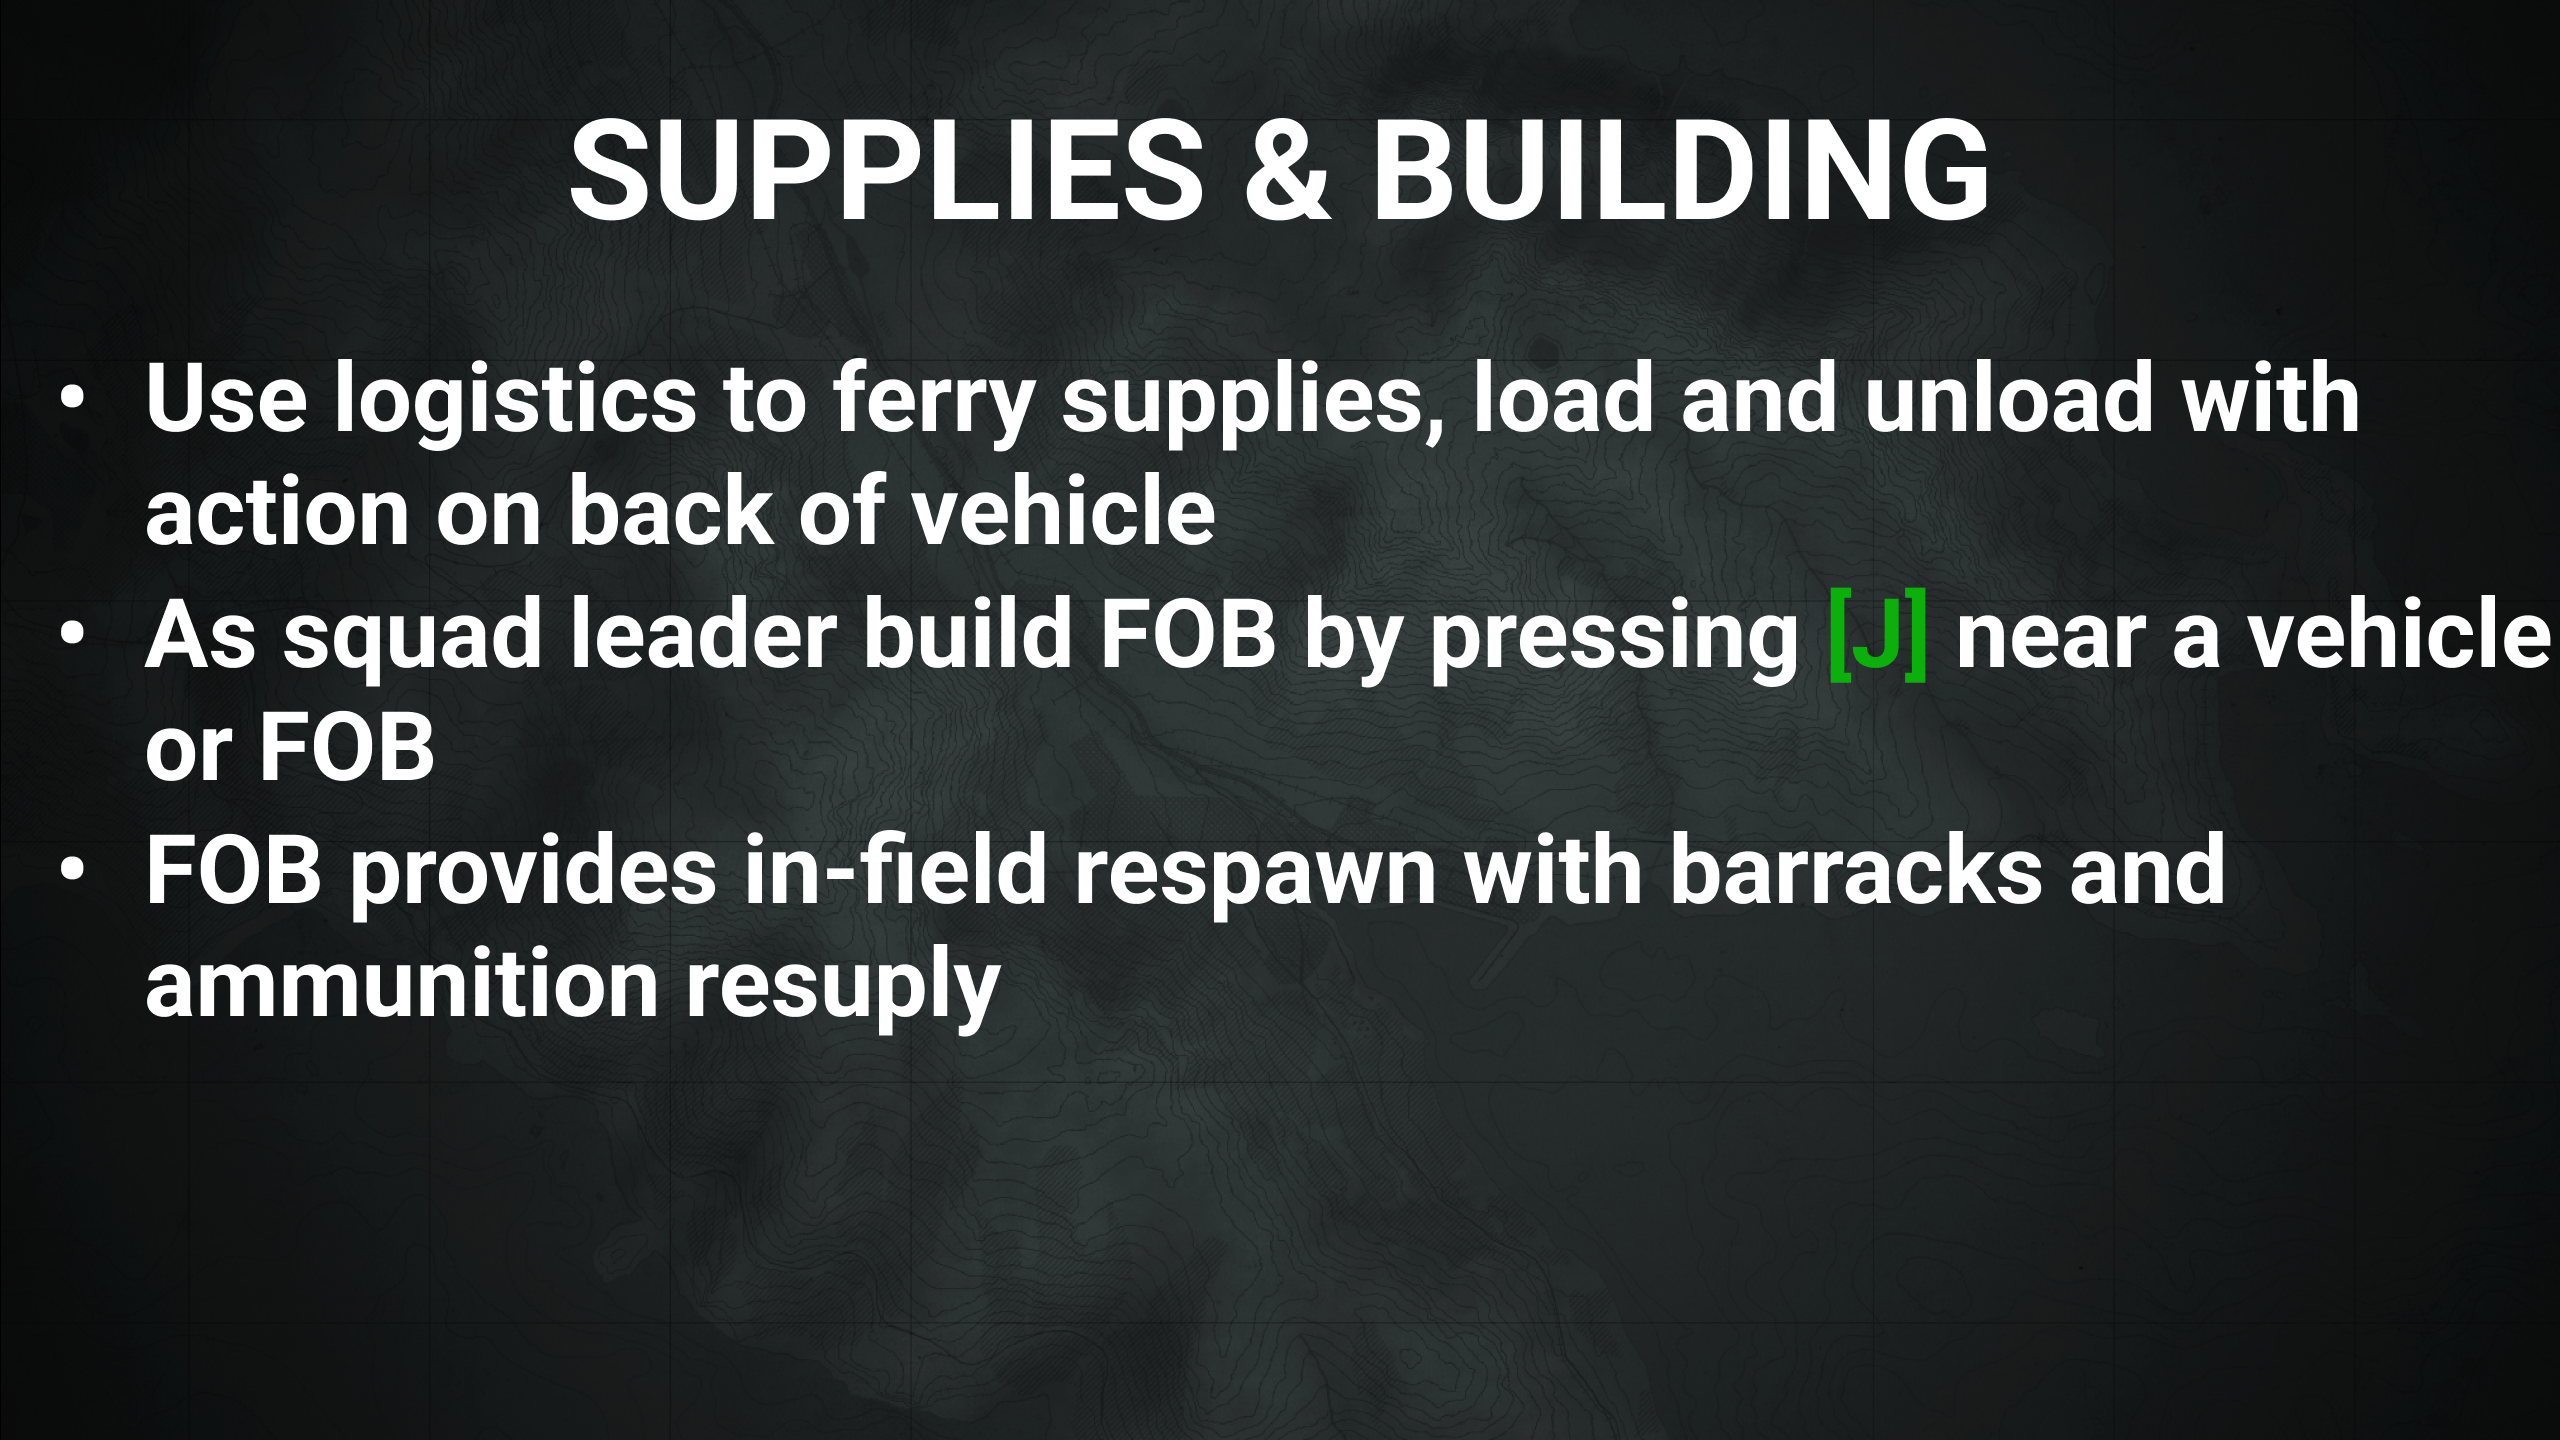 SUPPLIES & BUILDING
• Use logistics to ferry supplies, load and unload with
action on back of vehicle
• As squad leader build FOB by pressing [J] near a vehicle
or FOB
• FOB provides in-field respawn with barracks and
ammunition resuply